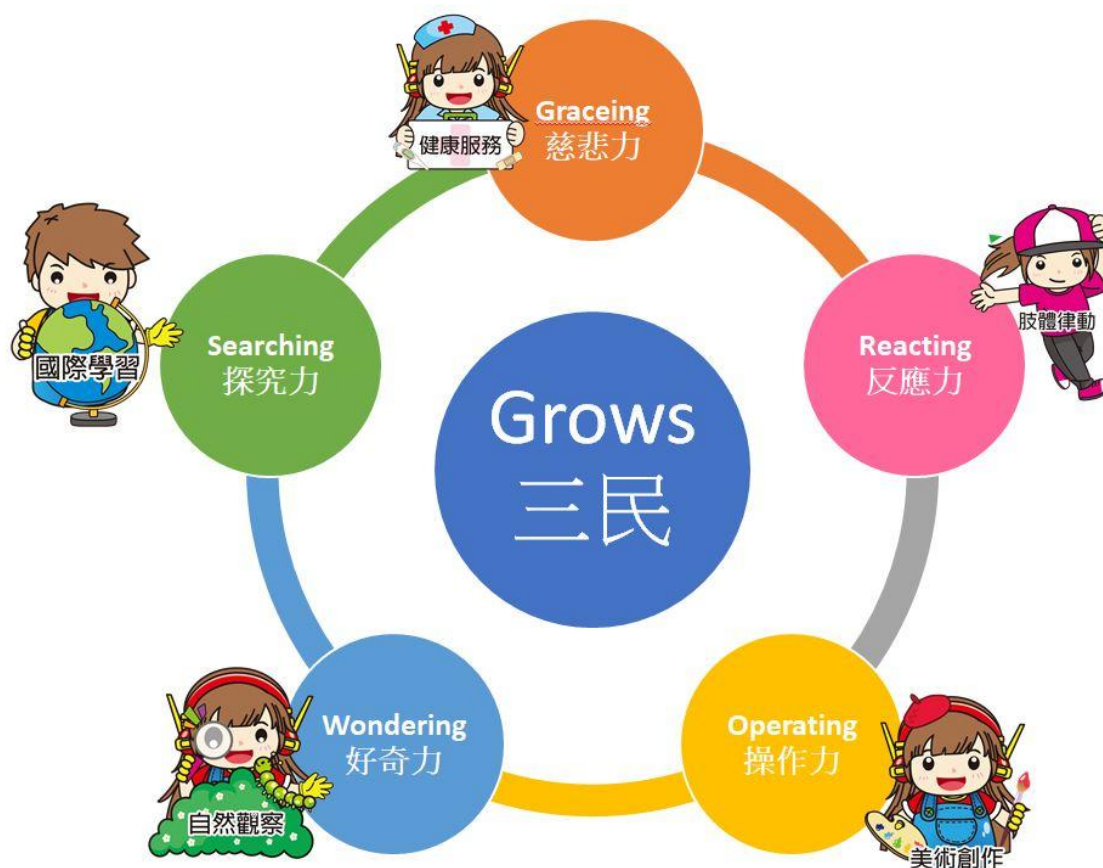 Graceing
慈悲力
健康服務
Reacting
反應力
肢體律動
Operating
操作力
美術創作
Wondering
好奇力
自然觀察
Searching
探究力
國際學習
Grows
三民